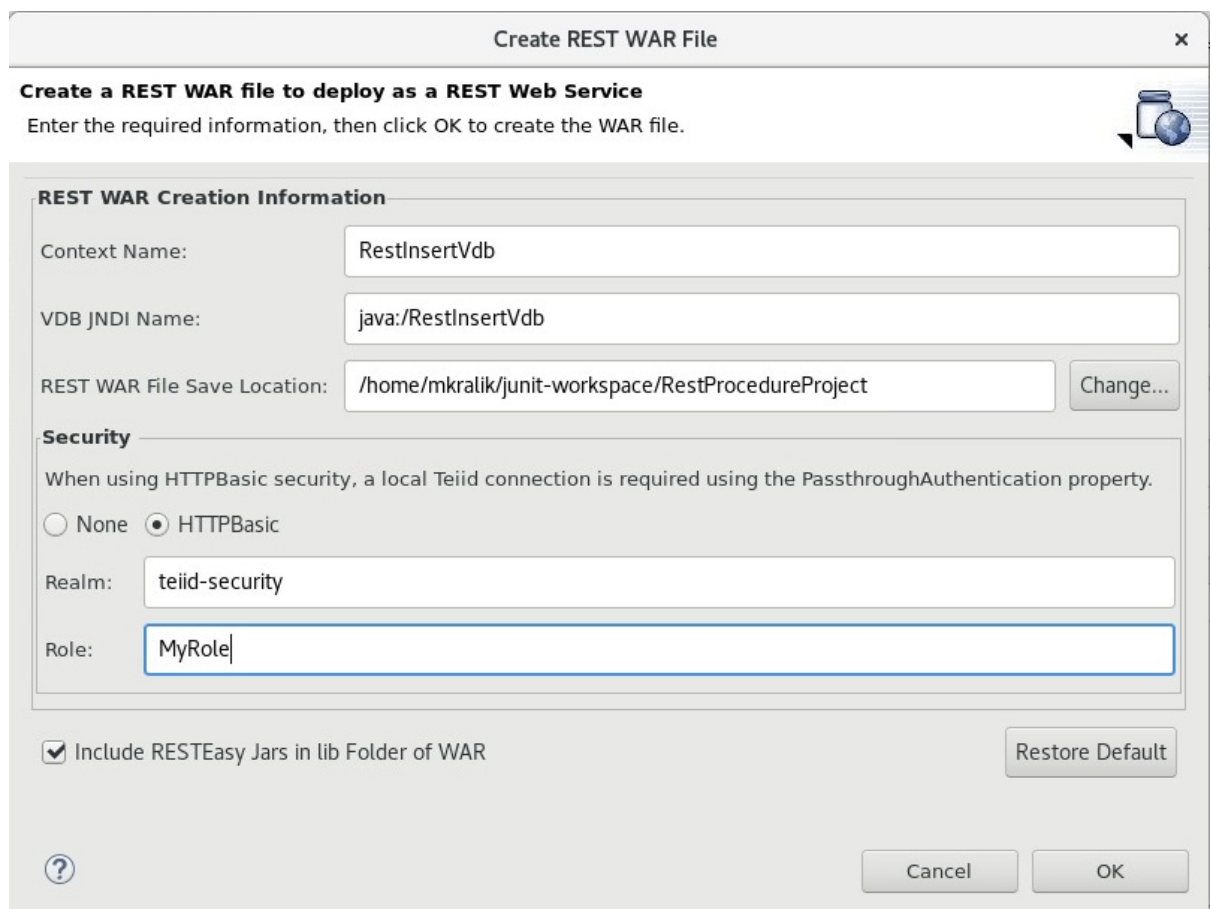 Create REST WAR File
Create a REST WAR file to deploy as a REST Web Service
Enter the required information, then click OK to create the WAR file.
REST WAR Creation Information
Context Name: RestInsertVdb
VDB JNDI Name: java:/RestInsertVdb
REST WAR File Save Location: /home/mkralik/junit-workspace/RestProcedureProject Change...
Security
When using HTTPBasic security, a local Teiid connection is required using the PassthroughAuthentication property.
None HTTPBasic
Realm: teiid-security
Role: MyRole
Include RESTEasy Jars in lib Folder of WAR Restore Default
? Cancel OK